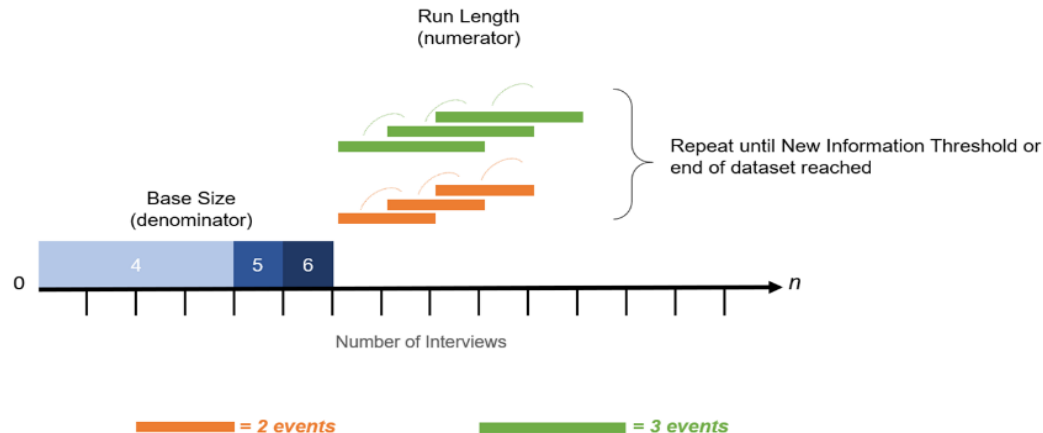 Run Length
(numerator)
Repeat until New Information Threshold or
end of dataset reached
Base Size
(denominator)
4
5
6
0
n
Number of Interviews
= 2 events
= 3 events